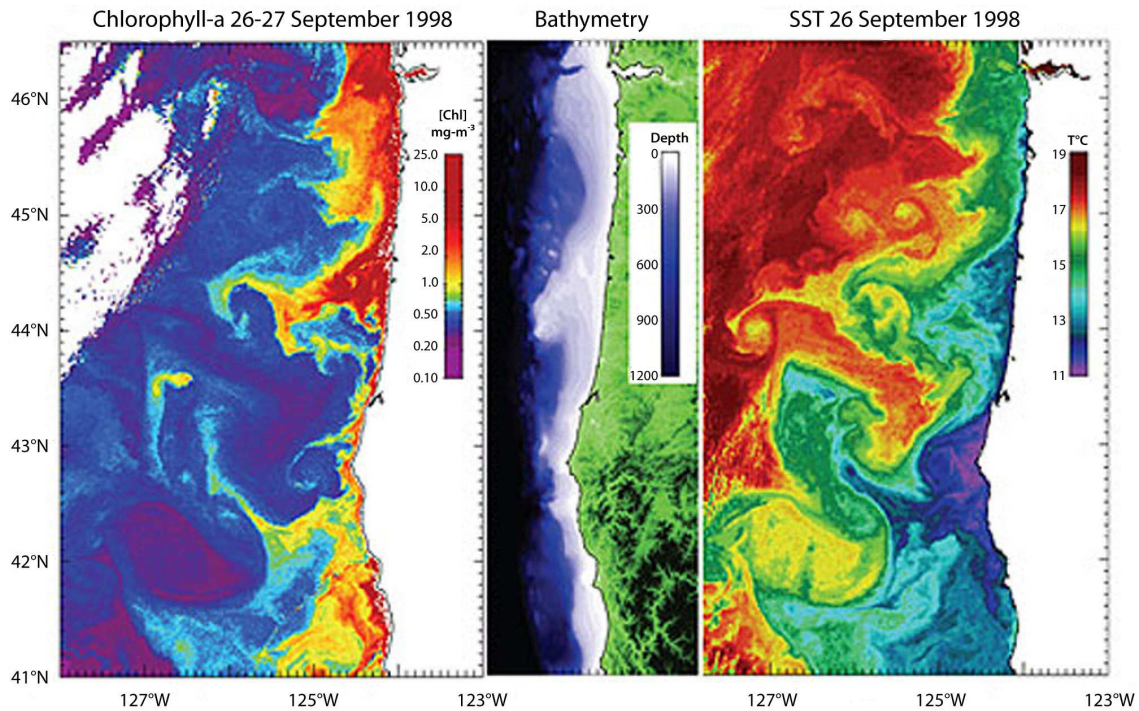 Chlorophyll-a 26-27 September 1998
Bathymetry
SST 26 September 1998
46°N
45°N
44°N
43°N
42°N
41°N
[Chl]
mg-m-³
25.0
10.0
5.0
2.0
1.0
0.50
0.20
0.10
Depth
0
300
600
900
1200
T°C
19
17
15
13
11
127°W
125°W
123°W
127°W
125°W
123°W